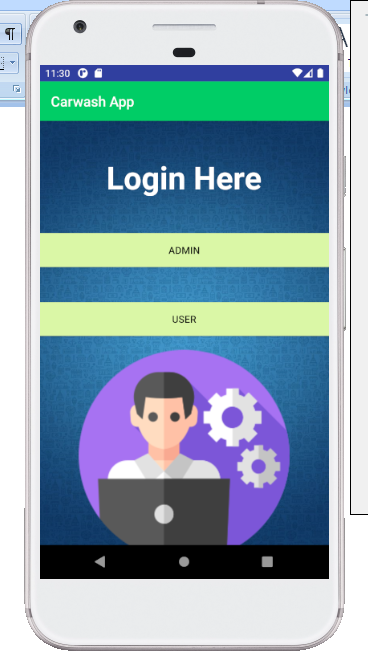 ¶
11:30
Carwash App
Login Here
ADMIN
USER